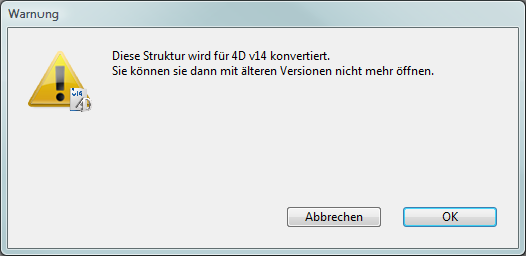 Warnung
Diese Struktur wird für 4D v14 konvertiert.
Sie können sie dann mit älteren Versionen nicht mehr öffnen.
v14
Abbrechen
OK